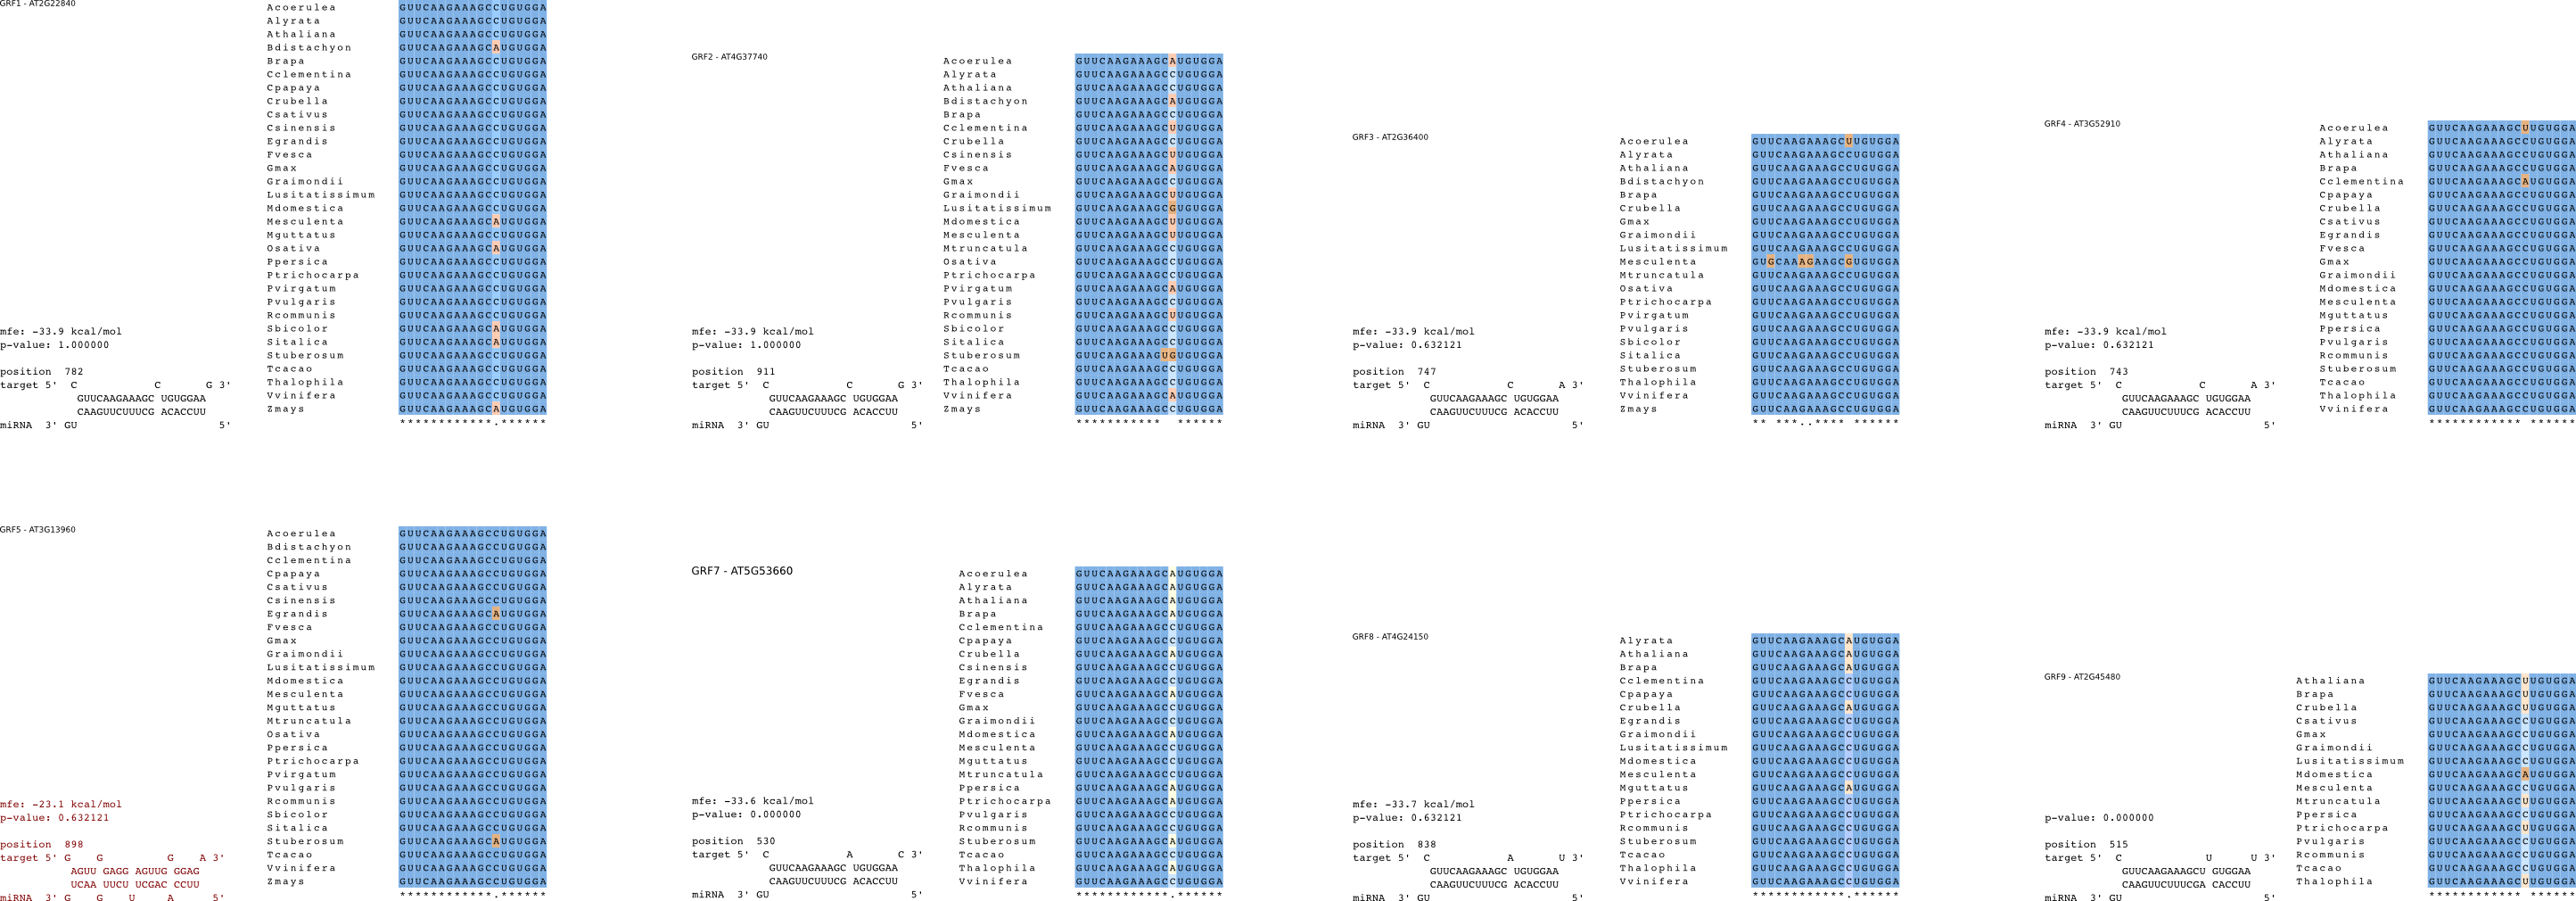 GRF1 - AT2G22840
Acoerulea GUUCAAGAAAGCCUGUGGA
Alyrata GUUCAAGAAAGCCUGUGGA
Athaliana GUUCAAGAAAGCCUGUGGA
Bdistachyon GUUCAAGAAAGCAUGUGGA
Brapa GUUCAAGAAAGCCUGUGGA
Cclementina GUUCAAGAAAGCCUGUGGA
Cpapaya GUUCAAGAAAGCCUGUGGA
Crubella GUUCAAGAAAGCCUGUGGA
Csativus GUUCAAGAAAGCCUGUGGA
Csinensis GUUCAAGAAAGCCUGUGGA
Egrandis GUUCAAGAAAGCCUGUGGA
Fvesca GUUCAAGAAAGCCUGUGGA
Gmax GUUCAAGAAAGCCUGUGGA
Graimondii GUUCAAGAAAGCCUGUGGA
Lusitatissimum GUUCAAGAAAGCCUGUGGA
Mdomestica GUUCAAGAAAGCCUGUGGA
Mesculenta GUUCAAGAAAGCAUGUGGA
Mguttatus GUUCAAGAAAGCCUGUGGA
Osativa GUUCAAGAAAGCAUGUGGA
Ppersica GUUCAAGAAAGCCUGUGGA
Ptrichocarpa GUUCAAGAAAGCCUGUGGA
Pvirgatum GUUCAAGAAAGCCUGUGGA
Pvulgaris GUUCAAGAAAGCCUGUGGA
Rcommunis GUUCAAGAAAGCCUGUGGA
Sbicolor GUUCAAGAAAGCAUGUGGA
Sitalica GUUCAAGAAAGCAUGUGGA
Stuberosum GUUCAAGAAAGCCUGUGGA
Tcacao GUUCAAGAAAGCCUGUGGA
Thalophila GUUCAAGAAAGCCUGUGGA
Vvinifera GUUCAAGAAAGCCUGUGGA
Zmays GUUCAAGAAAGCAUGUGGA
************.******
mfe: -33.9 kcal/mol
p-value: 1.000000
position 782
target 5' C C G 3'
GUUCAAGAAAGC UGUGGAA
CAAGUUCUUUCG ACACCUU
miRNA 3' GU 5'
GRF2 - AT4G37740
Acoerulea GUUCAAGAAAGCAUGUGGA
Alyrata GUUCAAGAAAGCCUGUGGA
Athaliana GUUCAAGAAAGCCUGUGGA
Bdistachyon GUUCAAGAAAGCAUGUGGA
Brapa GUUCAAGAAAGCCUGUGGA
Cclementina GUUCAAGAAAGCUUGUGGA
Crubella GUUCAAGAAAGCCUGUGGA
Csinensis GUUCAAGAAAGCUUGUGGA
Fvesca GUUCAAGAAAGCAUGUGGA
Gmax GUUCAAGAAAGCCUGUGGA
Graimondii GUUCAAGAAAGCUUGUGGA
Lusitatissimum GUUCAAGAAAGCGUGUGGA
Mdomestica GUUCAAGAAAGCUUGUGGA
Mesculenta GUUCAAGAAAGCUUGUGGA
Mtruncatula GUUCAAGAAAGCCUGUGGA
Osativa GUUCAAGAAAGCCUGUGGA
Ptrichocarpa GUUCAAGAAAGCCUGUGGA
Pvirgatum GUUCAAGAAAGCAUGUGGA
Pvulgaris GUUCAAGAAAGCCUGUGGA
Rcommunis GUUCAAGAAAGCUUGUGGA
Sbicolor GUUCAAGAAAGCCUGUGGA
Sitalica GUUCAAGAAAGCCUGUGGA
Stuberosum GUUCAAGAAAGUGUGUGGA
Tcacao GUUCAAGAAAGCCUGUGGA
Thalophila GUUCAAGAAAGCCUGUGGA
Vvinifera GUUCAAGAAAGCAUGUGGA
Zmays GUUCAAGAAAGCCUGUGGA
*********** ******
mfe: -33.9 kcal/mol
p-value: 1.000000
position 911
target 5' C C G 3'
GUUCAAGAAAGC UGUGGAA
CAAGUUCUUUCG ACACCUU
miRNA 3' GU 5'
GRF3 - AT2G36400
Acoerulea GUUCAAGAAAGCUUGUGGA
Alyrata GUUCAAGAAAGCCUGUGGA
Athaliana GUUCAAGAAAGCCUGUGGA
Bdistachyon GUUCAAGAAAGCCUGUGGA
Brapa GUUCAAGAAAGCCUGUGGA
Crubella GUUCAAGAAAGCCUGUGGA
Gmax GUUCAAGAAAGCCUGUGGA
Graimondii GUUCAAGAAAGCCUGUGGA
Lusitatissimum GUUCAAGAAAGCCUGUGGA
Mesculenta GUGCAAAGAAGCGUGUGGA
Mtruncatula GUUCAAGAAAGCCUGUGGA
Osativa GUUCAAGAAAGCCUGUGGA
Ptrichocarpa GUUCAAGAAAGCCUGUGGA
Pvirgatum GUUCAAGAAAGCCUGUGGA
Pvulgaris GUUCAAGAAAGCCUGUGGA
Sbicolor GUUCAAGAAAGCCUGUGGA
Sitalica GUUCAAGAAAGCCUGUGGA
Stuberosum GUUCAAGAAAGCCUGUGGA
Thalophila GUUCAAGAAAGCCUGUGGA
Vvinifera GUUCAAGAAAGCCUGUGGA
Zmays GUUCAAGAAAGCCUGUGGA
** ***..**** ******
mfe: -33.9 kcal/mol
p-value: 0.632121
position 747
target 5' C C A 3'
GUUCAAGAAAGC UGUGGAA
CAAGUUCUUUCG ACACCUU
miRNA 3' GU 5'
GRF4 - AT3G52910
Acoerulea GUUCAAGAAAGCUUGUGGA
Alyrata GUUCAAGAAAGCCUGUGGA
Athaliana GUUCAAGAAAGCCUGUGGA
Brapa GUUCAAGAAAGCCUGUGGA
Cclementina GUUCAAGAAAGCAUGUGGA
Cpapaya GUUCAAGAAAGCCUGUGGA
Crubella GUUCAAGAAAGCCUGUGGA
Csativus GUUCAAGAAAGCCUGUGGA
Egrandis GUUCAAGAAAGCCUGUGGA
Fvesca GUUCAAGAAAGCCUGUGGA
Gmax GUUCAAGAAAGCCUGUGGA
Graimondii GUUCAAGAAAGCCUGUGGA
Mdomestica GUUCAAGAAAGCCUGUGGA
Mesculenta GUUCAAGAAAGCCUGUGGA
Mguttatus GUUCAAGAAAGCCUGUGGA
Ppersica GUUCAAGAAAGCCUGUGGA
Pvulgaris GUUCAAGAAAGCCUGUGGA
Rcommunis GUUCAAGAAAGCCUGUGGA
Stuberosum GUUCAAGAAAGCCUGUGGA
Tcacao GUUCAAGAAAGCCUGUGGA
Thalophila GUUCAAGAAAGCCUGUGGA
Vvinifera GUUCAAGAAAGCCUGUGGA
************ ******
mfe: -33.9 kcal/mol
p-value: 0.632121
position 743
target 5' C C A 3'
GUUCAAGAAAGC UGUGGAA
CAAGUUCUUUCG ACACCUU
miRNA 3' GU 5'
GRF5 - AT3G13960
Acoerulea GUUCAAGAAAGCCUGUGGA
Bdistachyon GUUCAAGAAAGCCUGUGGA
Cclementina GUUCAAGAAAGCCUGUGGA
Cpapaya GUUCAAGAAAGCCUGUGGA
Csativus GUUCAAGAAAGCCUGUGGA
Csinensis GUUCAAGAAAGCCUGUGGA
Egrandis GUUCAAGAAAGCAUGUGGA
Fvesca GUUCAAGAAAGCCUGUGGA
Gmax GUUCAAGAAAGCCUGUGGA
Graimondii GUUCAAGAAAGCCUGUGGA
Lusitatissimum GUUCAAGAAAGCCUGUGGA
Mdomestica GUUCAAGAAAGCCUGUGGA
Mesculenta GUUCAAGAAAGCCUGUGGA
Mguttatus GUUCAAGAAAGCCUGUGGA
Mtruncatula GUUCAAGAAAGCCUGUGGA
Osativa GUUCAAGAAAGCCUGUGGA
Ppersica GUUCAAGAAAGCCUGUGGA
Ptrichocarpa GUUCAAGAAAGCCUGUGGA
Pvirgatum GUUCAAGAAAGCCUGUGGA
Pvulgaris GUUCAAGAAAGCCUGUGGA
Rcommunis GUUCAAGAAAGCCUGUGGA
Sbicolor GUUCAAGAAAGCCUGUGGA
Sitalica GUUCAAGAAAGCCUGUGGA
Stuberosum GUUCAAGAAAGCAUGUGGA
Tcacao GUUCAAGAAAGCCUGUGGA
Vvinifera GUUCAAGAAAGCCUGUGGA
Zmays GUUCAAGAAAGCCUGUGGA
************.******
mfe: -23.1 kcal/mol
p-value: 0.632121
position 898
target 5' G G G A 3'
AGUU GAGG AGUUG GGAG
UCAA UUCU UCGAC CCUU
miRNA 3' G G U A 5'
GRF7 - AT5G53660
Acoerulea GUUCAAGAAAGCAUGUGGA
Alyrata GUUCAAGAAAGCAUGUGGA
Athaliana GUUCAAGAAAGCAUGUGGA
Brapa GUUCAAGAAAGCAUGUGGA
Cclementina GUUCAAGAAAGCCUGUGGA
Cpapaya GUUCAAGAAAGCCUGUGGA
Crubella GUUCAAGAAAGCAUGUGGA
Csinensis GUUCAAGAAAGCCUGUGGA
Egrandis GUUCAAGAAAGCCUGUGGA
Fvesca GUUCAAGAAAGCAUGUGGA
Gmax GUUCAAGAAAGCCUGUGGA
Graimondii GUUCAAGAAAGCCUGUGGA
Mdomestica GUUCAAGAAAGCAUGUGGA
Mesculenta GUUCAAGAAAGCCUGUGGA
Mguttatus GUUCAAGAAAGCCUGUGGA
Mtruncatula GUUCAAGAAAGCCUGUGGA
Ppersica GUUCAAGAAAGCAUGUGGA
Ptrichocarpa GUUCAAGAAAGCAUGUGGA
Pvulgaris GUUCAAGAAAGCCUGUGGA
Rcommunis GUUCAAGAAAGCCUGUGGA
Stuberosum GUUCAAGAAAGCAUGUGGA
Tcacao GUUCAAGAAAGCCUGUGGA
Thalophila GUUCAAGAAAGCAUGUGGA
Vvinifera GUUCAAGAAAGCCUGUGGA
************.******
mfe: -33.6 kcal/mol
p-value: 0.000000
position 530
target 5' C A C 3'
GUUCAAGAAAGC UGUGGAA
CAAGUUCUUUCG ACACCUU
miRNA 3' GU 5'
GRF8 - AT4G24150
Alyrata GUUCAAGAAAGCAUGUGGA
Athaliana GUUCAAGAAAGCAUGUGGA
Brapa GUUCAAGAAAGCAUGUGGA
Cclementina GUUCAAGAAAGCCUGUGGA
Cpapaya GUUCAAGAAAGCCUGUGGA
Crubella GUUCAAGAAAGCAUGUGGA
Egrandis GUUCAAGAAAGCCUGUGGA
Graimondii GUUCAAGAAAGCCUGUGGA
Lusitatissimum GUUCAAGAAAGCCUGUGGA
Mdomestica GUUCAAGAAAGCCUGUGGA
Mesculenta GUUCAAGAAAGCCUGUGGA
Mguttatus GUUCAAGAAAGCAUGUGGA
Ppersica GUUCAAGAAAGCCUGUGGA
Ptrichocarpa GUUCAAGAAAGCCUGUGGA
Rcommunis GUUCAAGAAAGCCUGUGGA
Stuberosum GUUCAAGAAAGCCUGUGGA
Tcacao GUUCAAGAAAGCCUGUGGA
Thalophila GUUCAAGAAAGCCUGUGGA
Vvinifera GUUCAAGAAAGCCUGUGGA
************.******
mfe: -33.7 kcal/mol
p-value: 0.632121
position 838
target 5' C A U 3'
GUUCAAGAAAGC UGUGGAA
CAAGUUCUUUCG ACACCUU
miRNA 3' GU 5'
GRF9 - AT2G45480
Athaliana GUUCAAGAAAGCUUGUGGA
Brapa GUUCAAGAAAGCUUGUGGA
Crubella GUUCAAGAAAGCUUGUGGA
Csativus GUUCAAGAAAGCCUGUGGA
Gmax GUUCAAGAAAGCCUGUGGA
Graimondii GUUCAAGAAAGCCUGUGGA
Lusitatissimum GUUCAAGAAAGCCUGUGGA
Mdomestica GUUCAAGAAAGCAUGUGGA
Mesculenta GUUCAAGAAAGCCUGUGGA
Mtruncatula GUUCAAGAAAGCUUGUGGA
Ppersica GUUCAAGAAAGCCUGUGGA
Ptrichocarpa GUUCAAGAAAGCUUGUGGA
Pvulgaris GUUCAAGAAAGCCUGUGGA
Rcommunis GUUCAAGAAAGCCUGUGGA
Tcacao GUUCAAGAAAGCCUGUGGA
Thalophila GUUCAAGAAAGCUUGUGGA
************ ******
p-value: 0.000000
position 515
target 5' C U U 3'
GUUCAAGAAAGCU GUGGAA
CAAGUUCUUUCGA CACCUU
miRNA 3' GU 5'